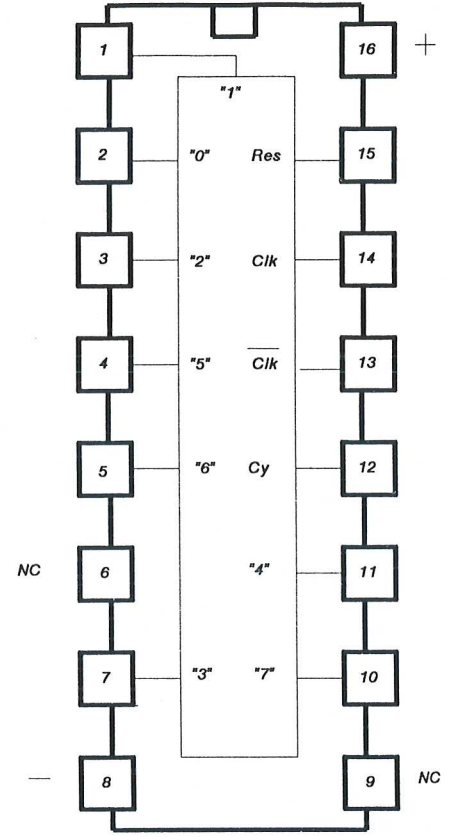 1 16 +
"1"
2 "0" Res 15
3 "2" Clk 14
4 "5" C̅l̅k̅ 13
5 "6" Cy 12
NC 6 "4" 11
7 "3" "7" 10
— 8 9 NC